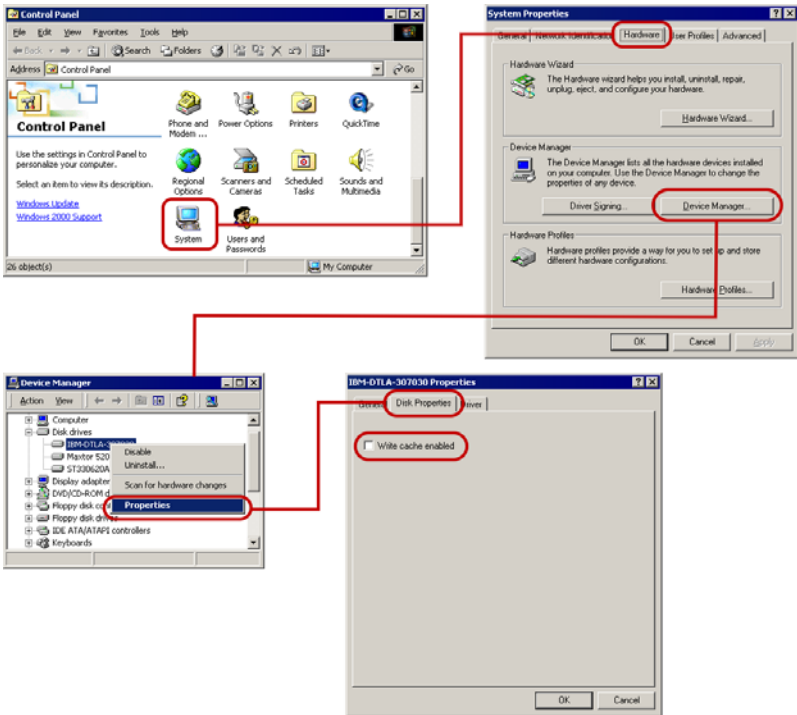 Control Panel
File Edit View Favorites Tools Help
Back Search Folders
Address Control Panel Go
Control Panel
Use the settings in Control Panel to
personalize your computer.
Select an item to view its description.
Windows Update
Windows 2000 Support
Phone and
Modem ...
Power Options
Printers
QuickTime
Regional
Options
Scanners and
Cameras
Scheduled
Tasks
Sounds and
Multimedia
System
Users and
Passwords
26 object(s) My Computer
System Properties
General Network Identification Hardware User Profiles Advanced
Hardware Wizard
The Hardware wizard helps you install, uninstall, repair,
unplug, eject, and configure your hardware.
Hardware Wizard...
Device Manager
The Device Manager lists all the hardware devices installed
on your computer. Use the Device Manager to change the
properties of any device.
Driver Signing... Device Manager...
Hardware Profiles
Hardware profiles provide a way for you to set up and store
different hardware configurations.
Hardware Profiles...
OK Cancel Apply
Device Manager
Action View
Computer
Disk drives
IBM-DTLA-307030
Maxtor 520
ST330620A
Display adapter
DVD/CD-ROM d
Floppy disk con
Floppy disk drives
IDE ATA/ATAPI controllers
Keyboards
Disable
Uninstall...
Scan for hardware changes
Properties
IBM-DTLA-307030 Properties
General Disk Properties Driver
Write cache enabled
OK Cancel